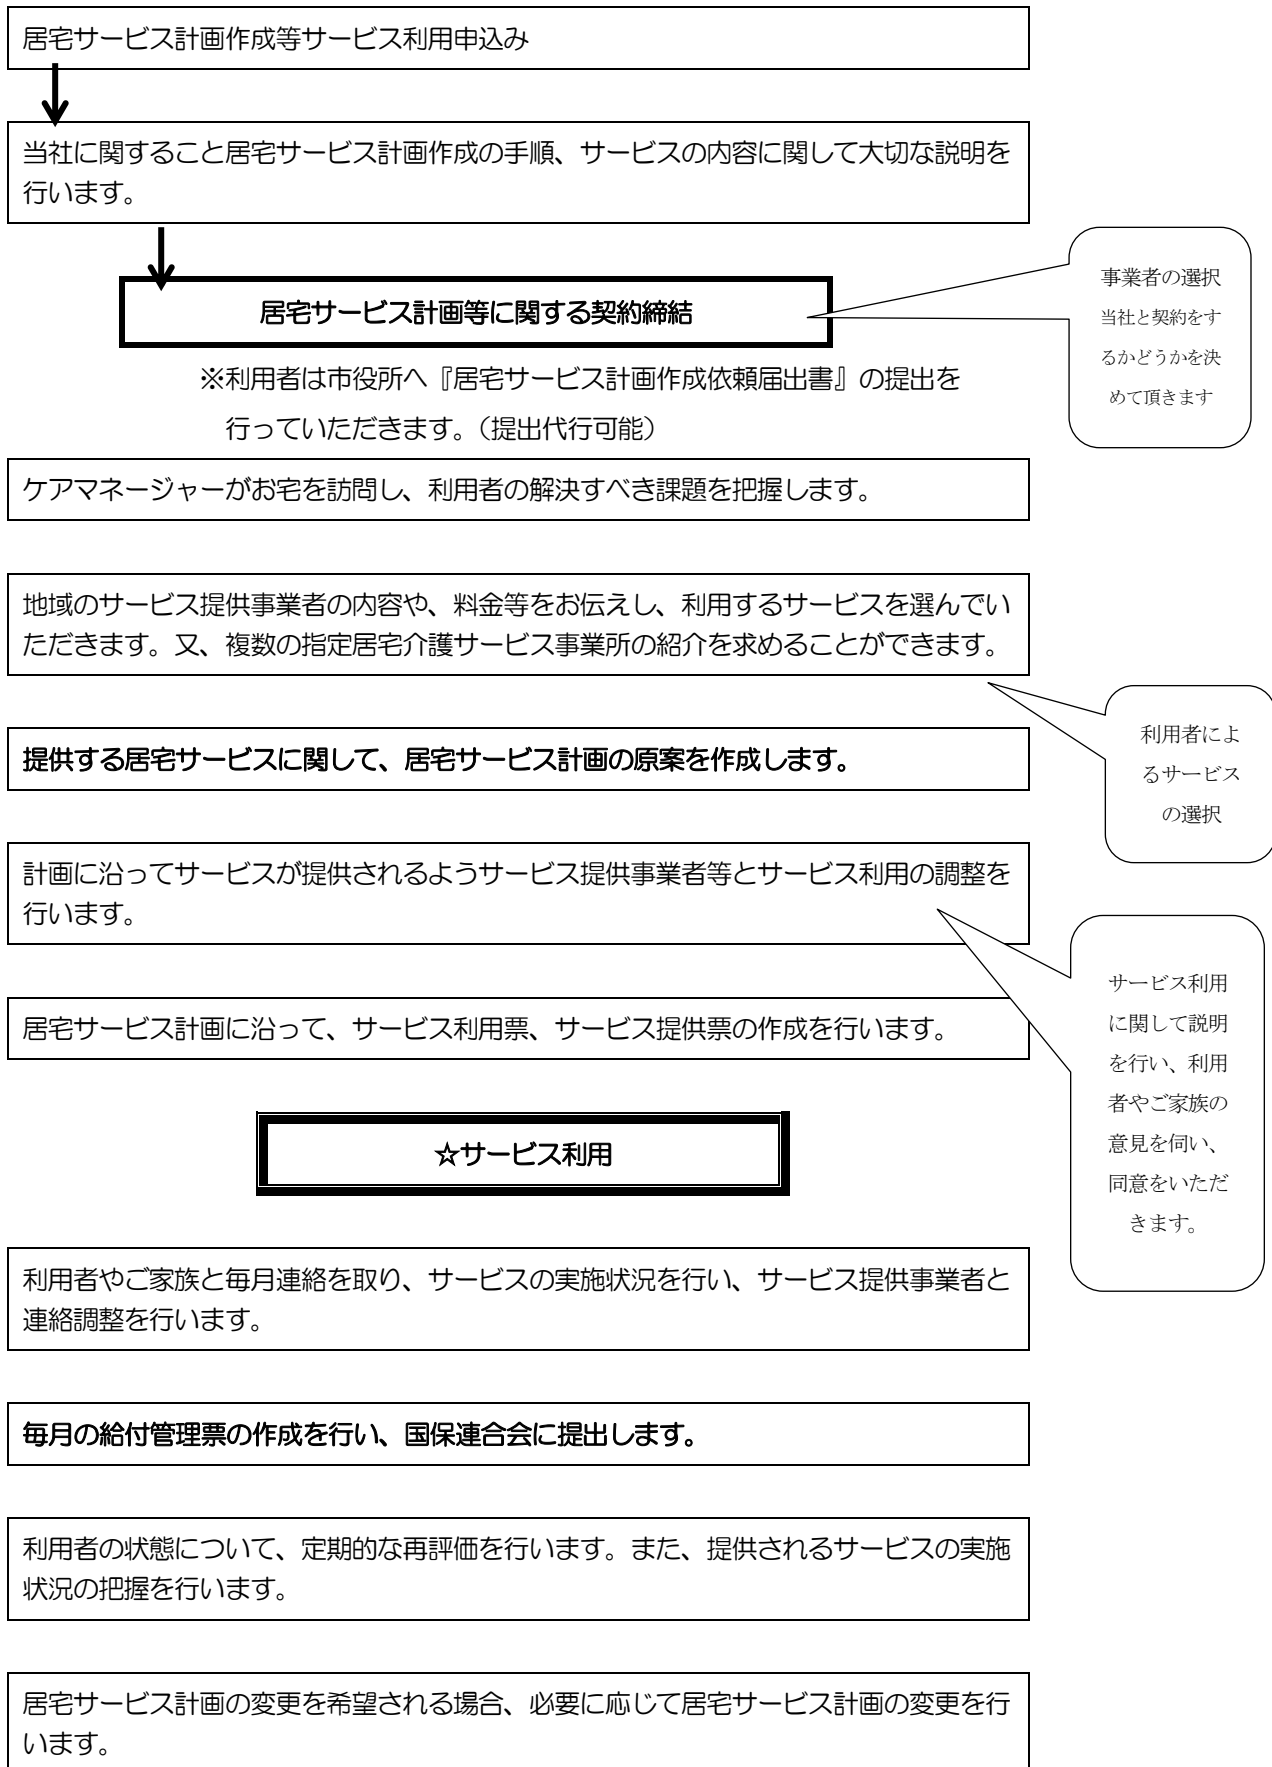 居宅サービス計画作成等サービス利用申込み
当社に関すること居宅サービス計画作成の手順、サービスの内容に関して大切な説明を
行います。
居宅サービス計画等に関する契約締結
事業者の選択
当社と契約をす
るかどうかを決
めて頂きます
※利用者は市役所へ『居宅サービス計画作成依頼届出書』の提出を
行っていただきます。（提出代行可能）
ケアマネージャーがお宅を訪問し、利用者の解決すべき課題を把握します。
地域のサービス提供事業者の内容や、料金等をお伝えし、利用するサービスを選んでい
ただきます。又、複数の指定居宅介護サービス事業所の紹介を求めることができます。
利用者によ
るサービス
の選択
提供する居宅サービスに関して、居宅サービス計画の原案を作成します。
計画に沿ってサービスが提供されるようサービス提供事業者等とサービス利用の調整を
行います。
サービス利用
に関して説明
を行い、利用
者やご家族の
意見を伺い、
同意をいただ
きます。
居宅サービス計画に沿って、サービス利用票、サービス提供票の作成を行います。
☆サービス利用
利用者やご家族と毎月連絡を取り、サービスの実施状況を行い、サービス提供事業者と
連絡調整を行います。
毎月の給付管理票の作成を行い、国保連合会に提出します。
利用者の状態について、定期的な再評価を行います。また、提供されるサービスの実施
状況の把握を行います。
居宅サービス計画の変更を希望される場合、必要に応じて居宅サービス計画の変更を行
います。